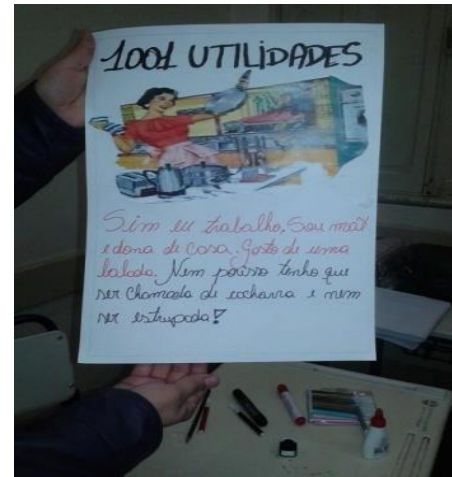 1001 UTILIDADES
Sim eu trabalho, Sou mãe
e dona de casa. Gosto de uma
balada. Nem por isso tenho que
ser chamada de cachorra e nem
ser estrupada!